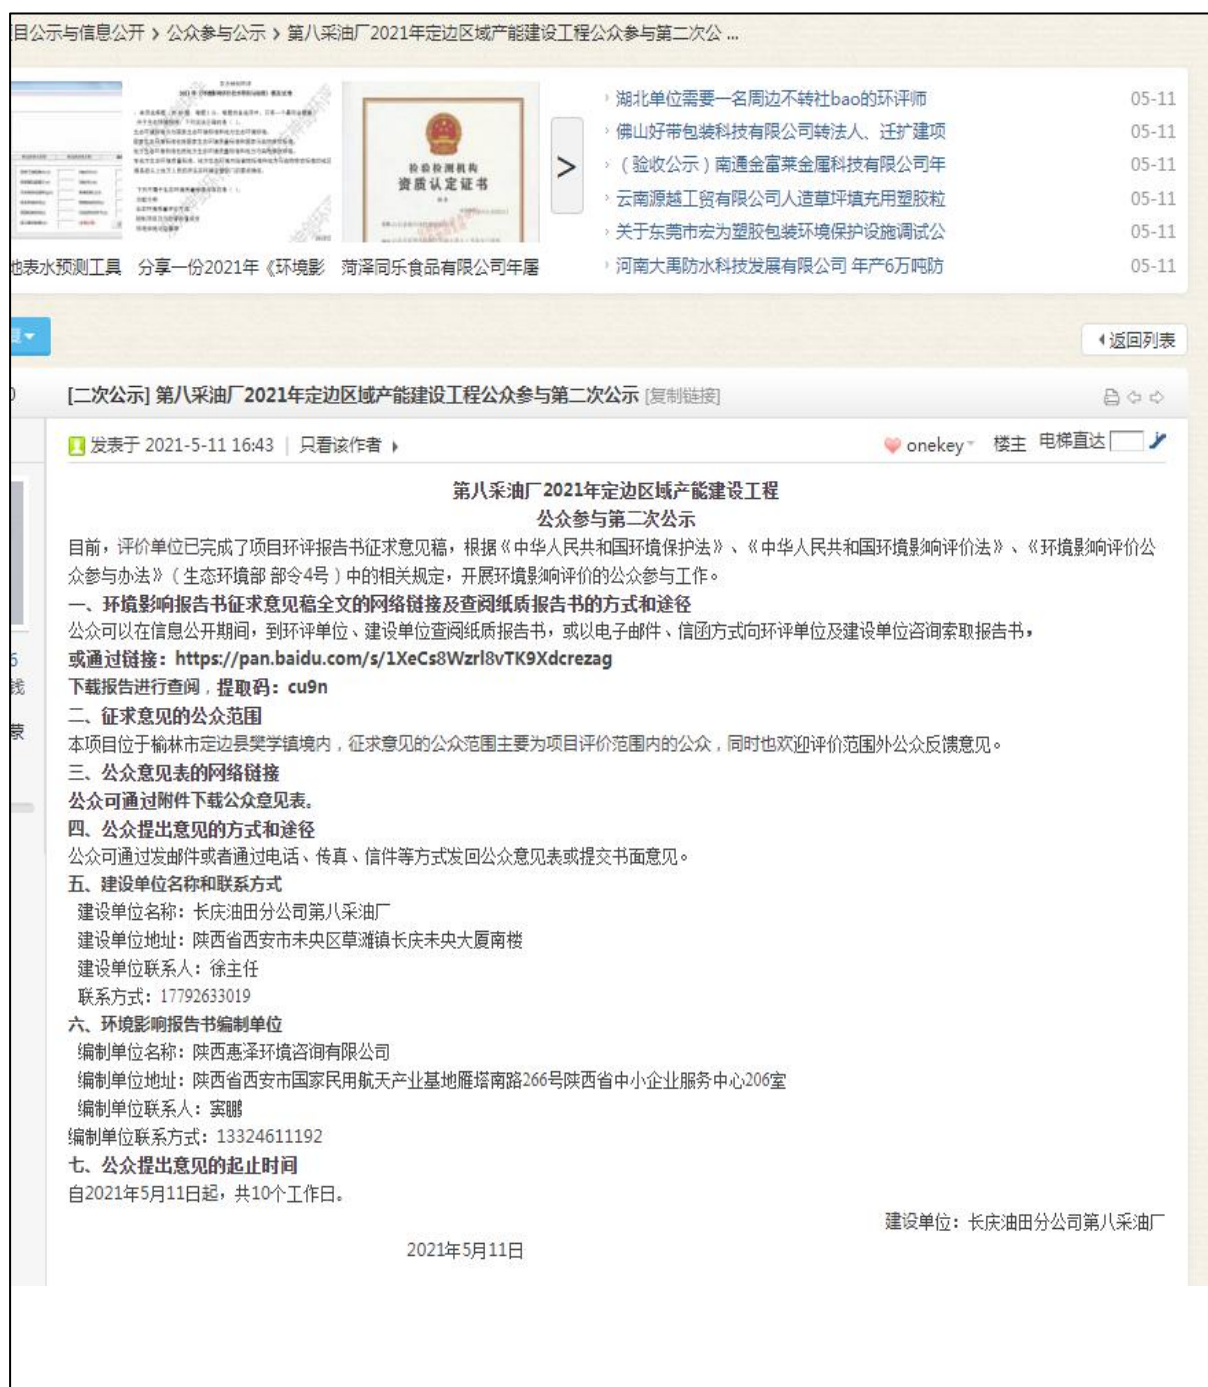 目公示与信息公开 › 公众参与公示 › 第八采油厂2021年定边区域产能建设工程公众参与第二次公 ...
检验检测机构
资质认定证书
>
湖北单位需要一名周边不转社bao的环评师 05-11
佛山好带包装科技有限公司转法人、迁扩建项 05-11
（验收公示）南通金富莱金属科技有限公司年 05-11
云南源越工贸有限公司人造草坪填充用塑胶粒 05-11
关于东莞市宏为塑胶包装环境保护设施调试公 05-11
河南大禹防水科技发展有限公司 年产6万吨防 05-11
地表水预测工具 分享一份2021年《环境影 菏泽同乐食品有限公司年屠
返回列表
[二次公示] 第八采油厂2021年定边区域产能建设工程公众参与第二次公示 [复制链接]
发表于 2021-5-11 16:43 | 只看该作者
onekey 楼主 电梯直达
第八采油厂2021年定边区域产能建设工程
公众参与第二次公示
目前，评价单位已完成了项目环评报告书征求意见稿，根据《中华人民共和国环境保护法》、《中华人民共和国环境影响评价法》、《环境影响评价公
众参与办法》（生态环境部 部令4号）中的相关规定，开展环境影响评价的公众参与工作。
一、环境影响报告书征求意见稿全文的网络链接及查阅纸质报告书的方式和途径
公众可以在信息公开期间，到环评单位、建设单位查阅纸质报告书，或以电子邮件、信函方式向环评单位及建设单位咨询索取报告书，
或通过链接：https://pan.baidu.com/s/1XeCs8Wzrl8vTK9Xdcrezag
下载报告进行查阅，提取码：cu9n
二、征求意见的公众范围
本项目位于榆林市定边县樊学镇境内，征求意见的公众范围主要为项目评价范围内的公众，同时也欢迎评价范围外公众反馈意见。
三、公众意见表的网络链接
公众可通过附件下载公众意见表。
四、公众提出意见的方式和途径
公众可通过发邮件或者通过电话、传真、信件等方式发回公众意见表或提交书面意见。
五、建设单位名称和联系方式
建设单位名称：长庆油田分公司第八采油厂
建设单位地址：陕西省西安市未央区草滩镇长庆未央大厦南楼
建设单位联系人：徐主任
联系方式：17792633019
六、环境影响报告书编制单位
编制单位名称：陕西惠泽环境咨询有限公司
编制单位地址：陕西省西安市国家民用航天产业基地雁塔南路266号陕西省中小企业服务中心206室
编制单位联系人：窦鹏
编制单位联系方式：13324611192
七、公众提出意见的起止时间
自2021年5月11日起，共10个工作日。
建设单位：长庆油田分公司第八采油厂
2021年5月11日